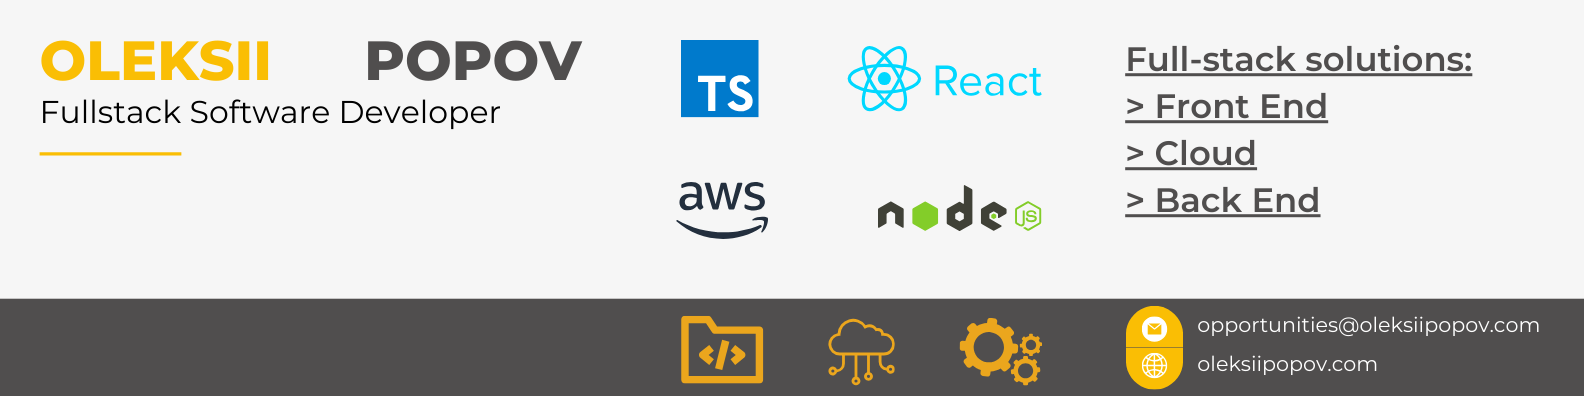 OLEKSII POPOV
Fullstack Software Developer
TS
React
aws
node
JS
Full-stack solutions:
> Front End
> Cloud
> Back End
</>
opportunities@oleksiipopov.com
oleksiipopov.com